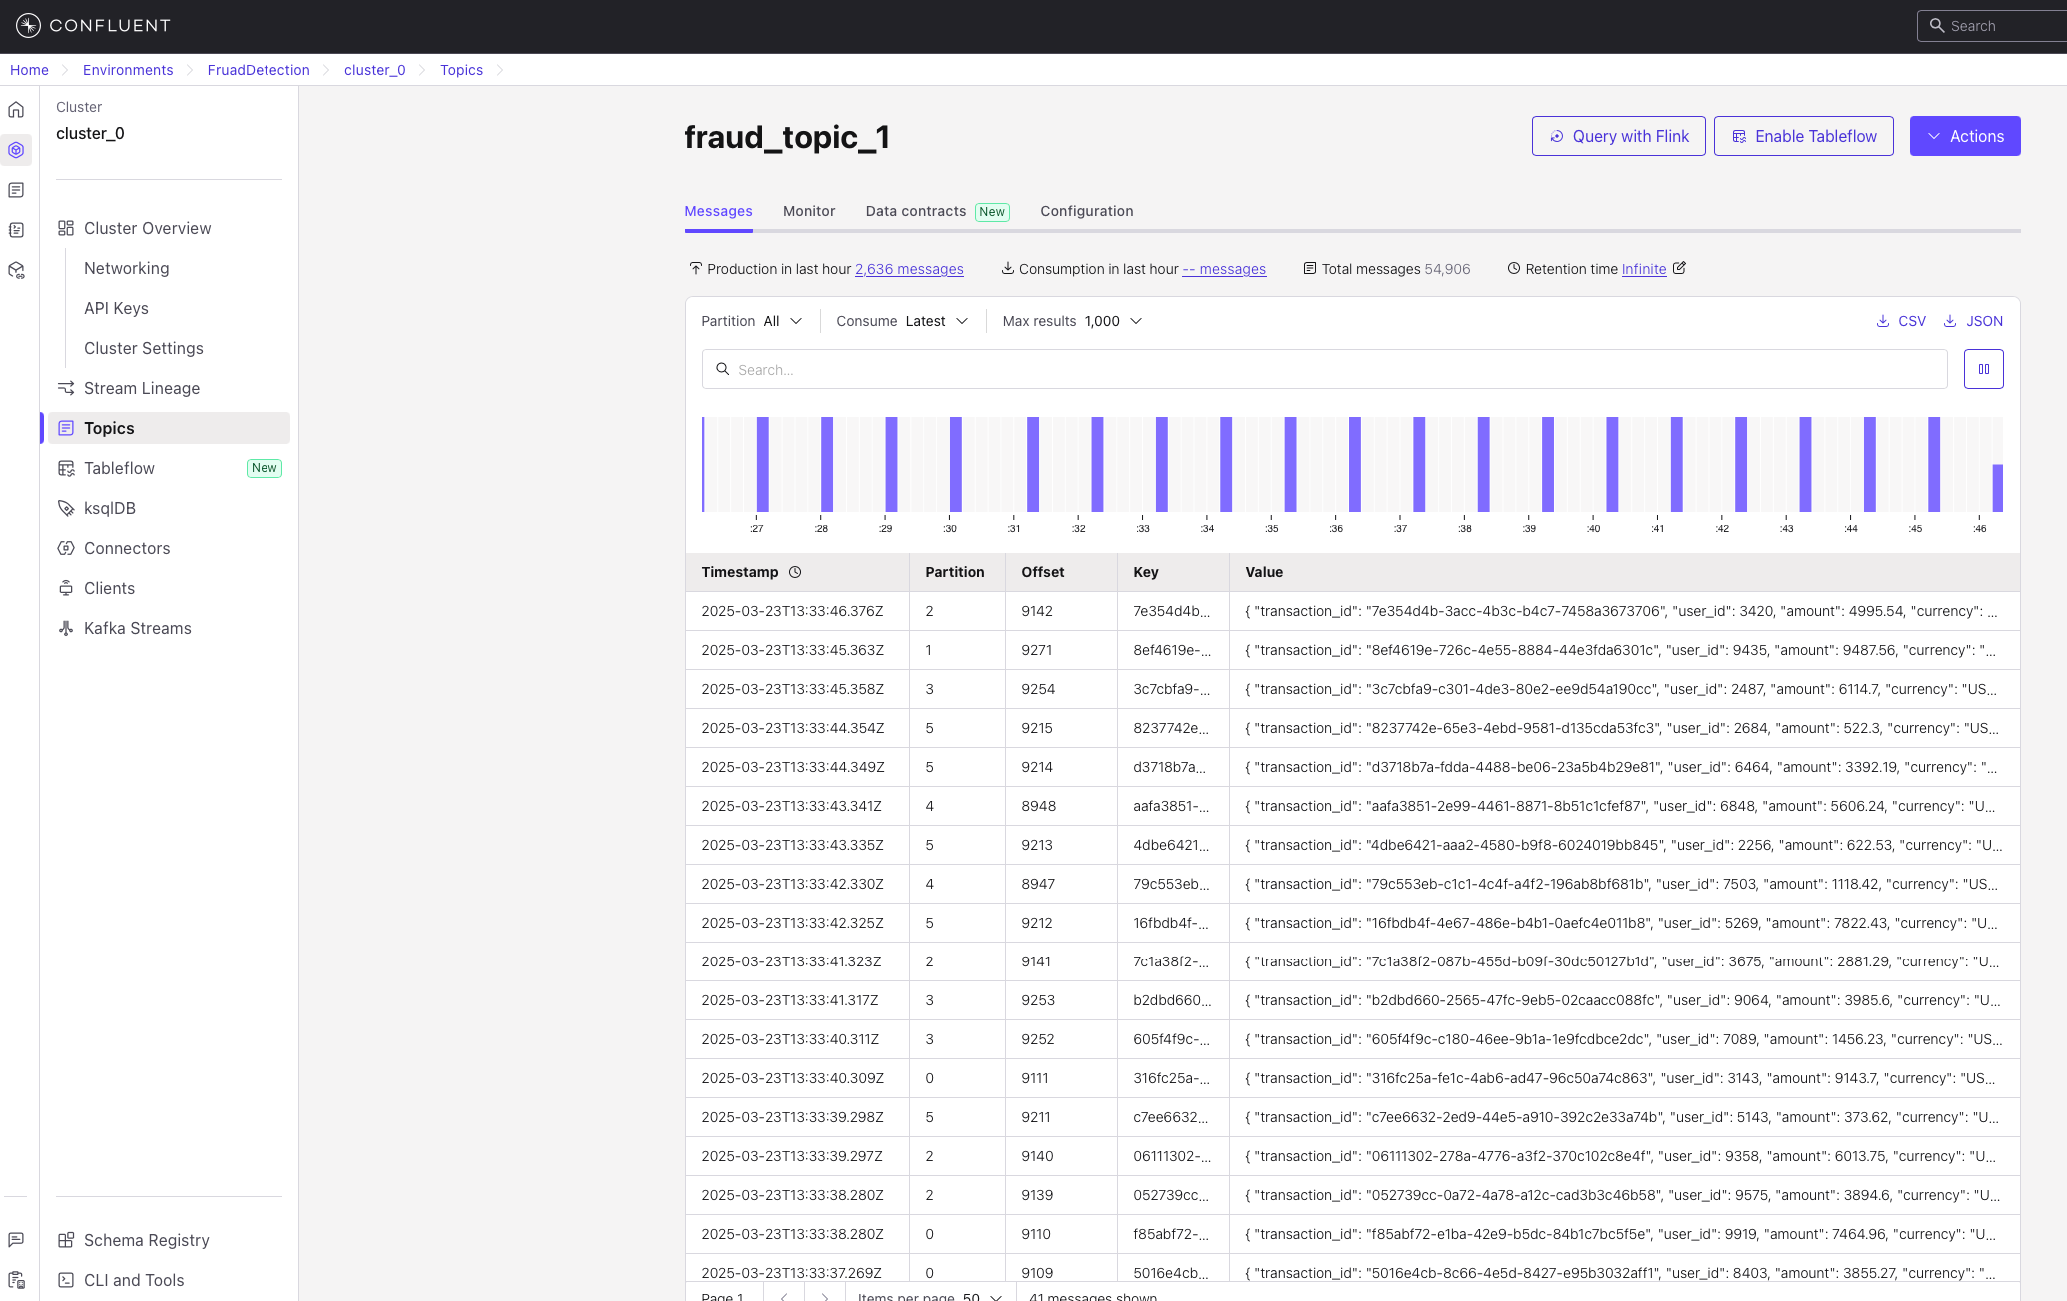 CONFLUENT
Search
Home Environments FruadDetection cluster_0 Topics
Cluster
cluster_0
Cluster Overview
Networking
API Keys
Cluster Settings
Stream Lineage
Topics
Tableflow New
ksqlDB
Connectors
Clients
Kafka Streams
Schema Registry
CLI and Tools
fraud_topic_1
Query with Flink Enable Tableflow Actions
Messages Monitor Data contracts New Configuration
Production in last hour 2,636 messages Consumption in last hour -- messages Total messages 54,906 Retention time Infinite
Partition All Consume Latest Max results 1,000 CSV JSON
Search...
:27 :28 :29 :30 :31 :32 :33 :34 :35 :36 :37 :38 :39 :40 :41 :42 :43 :44 :45 :46
Timestamp Partition Offset Key Value
2025-03-23T13:33:46.376Z 2 9142 7e354d4b... { "transaction_id": "7e354d4b-3acc-4b3c-b4c7-7458a3673706", "user_id": 3420, "amount": 4995.54, "currency": ...
2025-03-23T13:33:45.363Z 1 9271 8ef4619e-... { "transaction_id": "8ef4619e-726c-4e55-8884-44e3fda6301c", "user_id": 9435, "amount": 9487.56, "currency": "...
2025-03-23T13:33:45.358Z 3 9254 3c7cbfa9-... { "transaction_id": "3c7cbfa9-c301-4de3-80e2-ee9d54a190cc", "user_id": 2487, "amount": 6114.7, "currency": "US...
2025-03-23T13:33:44.354Z 5 9215 8237742e... { "transaction_id": "8237742e-65e3-4ebd-9581-d135cda53fc3", "user_id": 2684, "amount": 522.3, "currency": "US...
2025-03-23T13:33:44.349Z 5 9214 d3718b7a... { "transaction_id": "d3718b7a-fdda-4488-be06-23a5b4b29e81", "user_id": 6464, "amount": 3392.19, "currency": "...
2025-03-23T13:33:43.341Z 4 8948 aafa3851-... { "transaction_id": "aafa3851-2e99-4461-8871-8b51c1cfef87", "user_id": 6848, "amount": 5606.24, "currency": "U...
2025-03-23T13:33:43.335Z 5 9213 4dbe6421... { "transaction_id": "4dbe6421-aaa2-4580-b9f8-6024019bb845", "user_id": 2256, "amount": 622.53, "currency": "U...
2025-03-23T13:33:42.330Z 4 8947 79c553eb... { "transaction_id": "79c553eb-c1c1-4c4f-a4f2-196ab8bf681b", "user_id": 7503, "amount": 1118.42, "currency": "US...
2025-03-23T13:33:42.325Z 5 9212 16fbdb4f-... { "transaction_id": "16fbdb4f-4e67-486e-b4b1-0aefc4e011b8", "user_id": 5269, "amount": 7822.43, "currency": "U...
2025-03-23T13:33:41.323Z 2 9141 7c1a38f2-... { "transaction_id": "7c1a38f2-087b-455d-b09f-30dc50127b1d", "user_id": 3675, "amount": 2881.29, "currency": "U...
2025-03-23T13:33:41.317Z 3 9253 b2dbd660... { "transaction_id": "b2dbd660-2565-47fc-9eb5-02caacc088fc", "user_id": 9064, "amount": 3985.6, "currency": "U...
2025-03-23T13:33:40.311Z 3 9252 605f4f9c-... { "transaction_id": "605f4f9c-c180-46ee-9b1a-1e9fcdbce2dc", "user_id": 7089, "amount": 1456.23, "currency": "US...
2025-03-23T13:33:40.309Z 0 9111 316fc25a-... { "transaction_id": "316fc25a-fe1c-4ab6-ad47-96c50a74c863", "user_id": 3143, "amount": 9143.7, "currency": "US...
2025-03-23T13:33:39.298Z 5 9211 c7ee6632... { "transaction_id": "c7ee6632-2ed9-44e5-a910-392c2e33a74b", "user_id": 5143, "amount": 373.62, "currency": "U...
2025-03-23T13:33:39.297Z 2 9140 06111302-... { "transaction_id": "06111302-278a-4776-a3f2-370c102c8e4f", "user_id": 9358, "amount": 6013.75, "currency": "U...
2025-03-23T13:33:38.280Z 2 9139 052739cc... { "transaction_id": "052739cc-0a72-4a78-a12c-cad3b3c46b58", "user_id": 9575, "amount": 3894.6, "currency": "U...
2025-03-23T13:33:38.280Z 0 9110 f85abf72-... { "transaction_id": "f85abf72-e1ba-42e9-b5dc-84b1c7bc5f5e", "user_id": 9919, "amount": 7464.96, "currency": "U...
2025-03-23T13:33:37.269Z 0 9109 5016e4cb... { "transaction_id": "5016e4cb-8c66-4e5d-8427-e95b3032aff1", "user_id": 8403, "amount": 3855.27, "currency": "...
Page 1 Items per page 50 41 messages shown